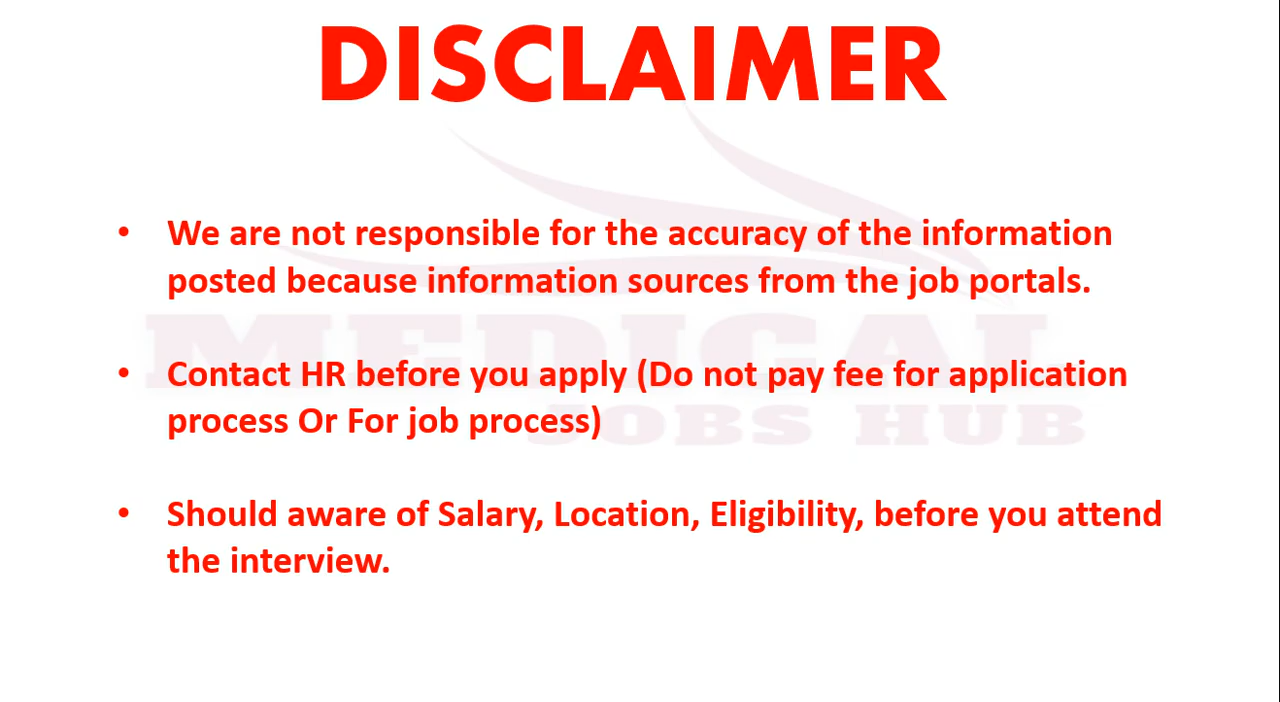 DISCLAIMER
• We are not responsible for the accuracy of the information
posted because information sources from the job portals.
• Contact HR before you apply (Do not pay fee for application
process Or For job process)
• Should aware of Salary, Location, Eligibility, before you attend
the interview.
MEDICAL
JOBS HUB